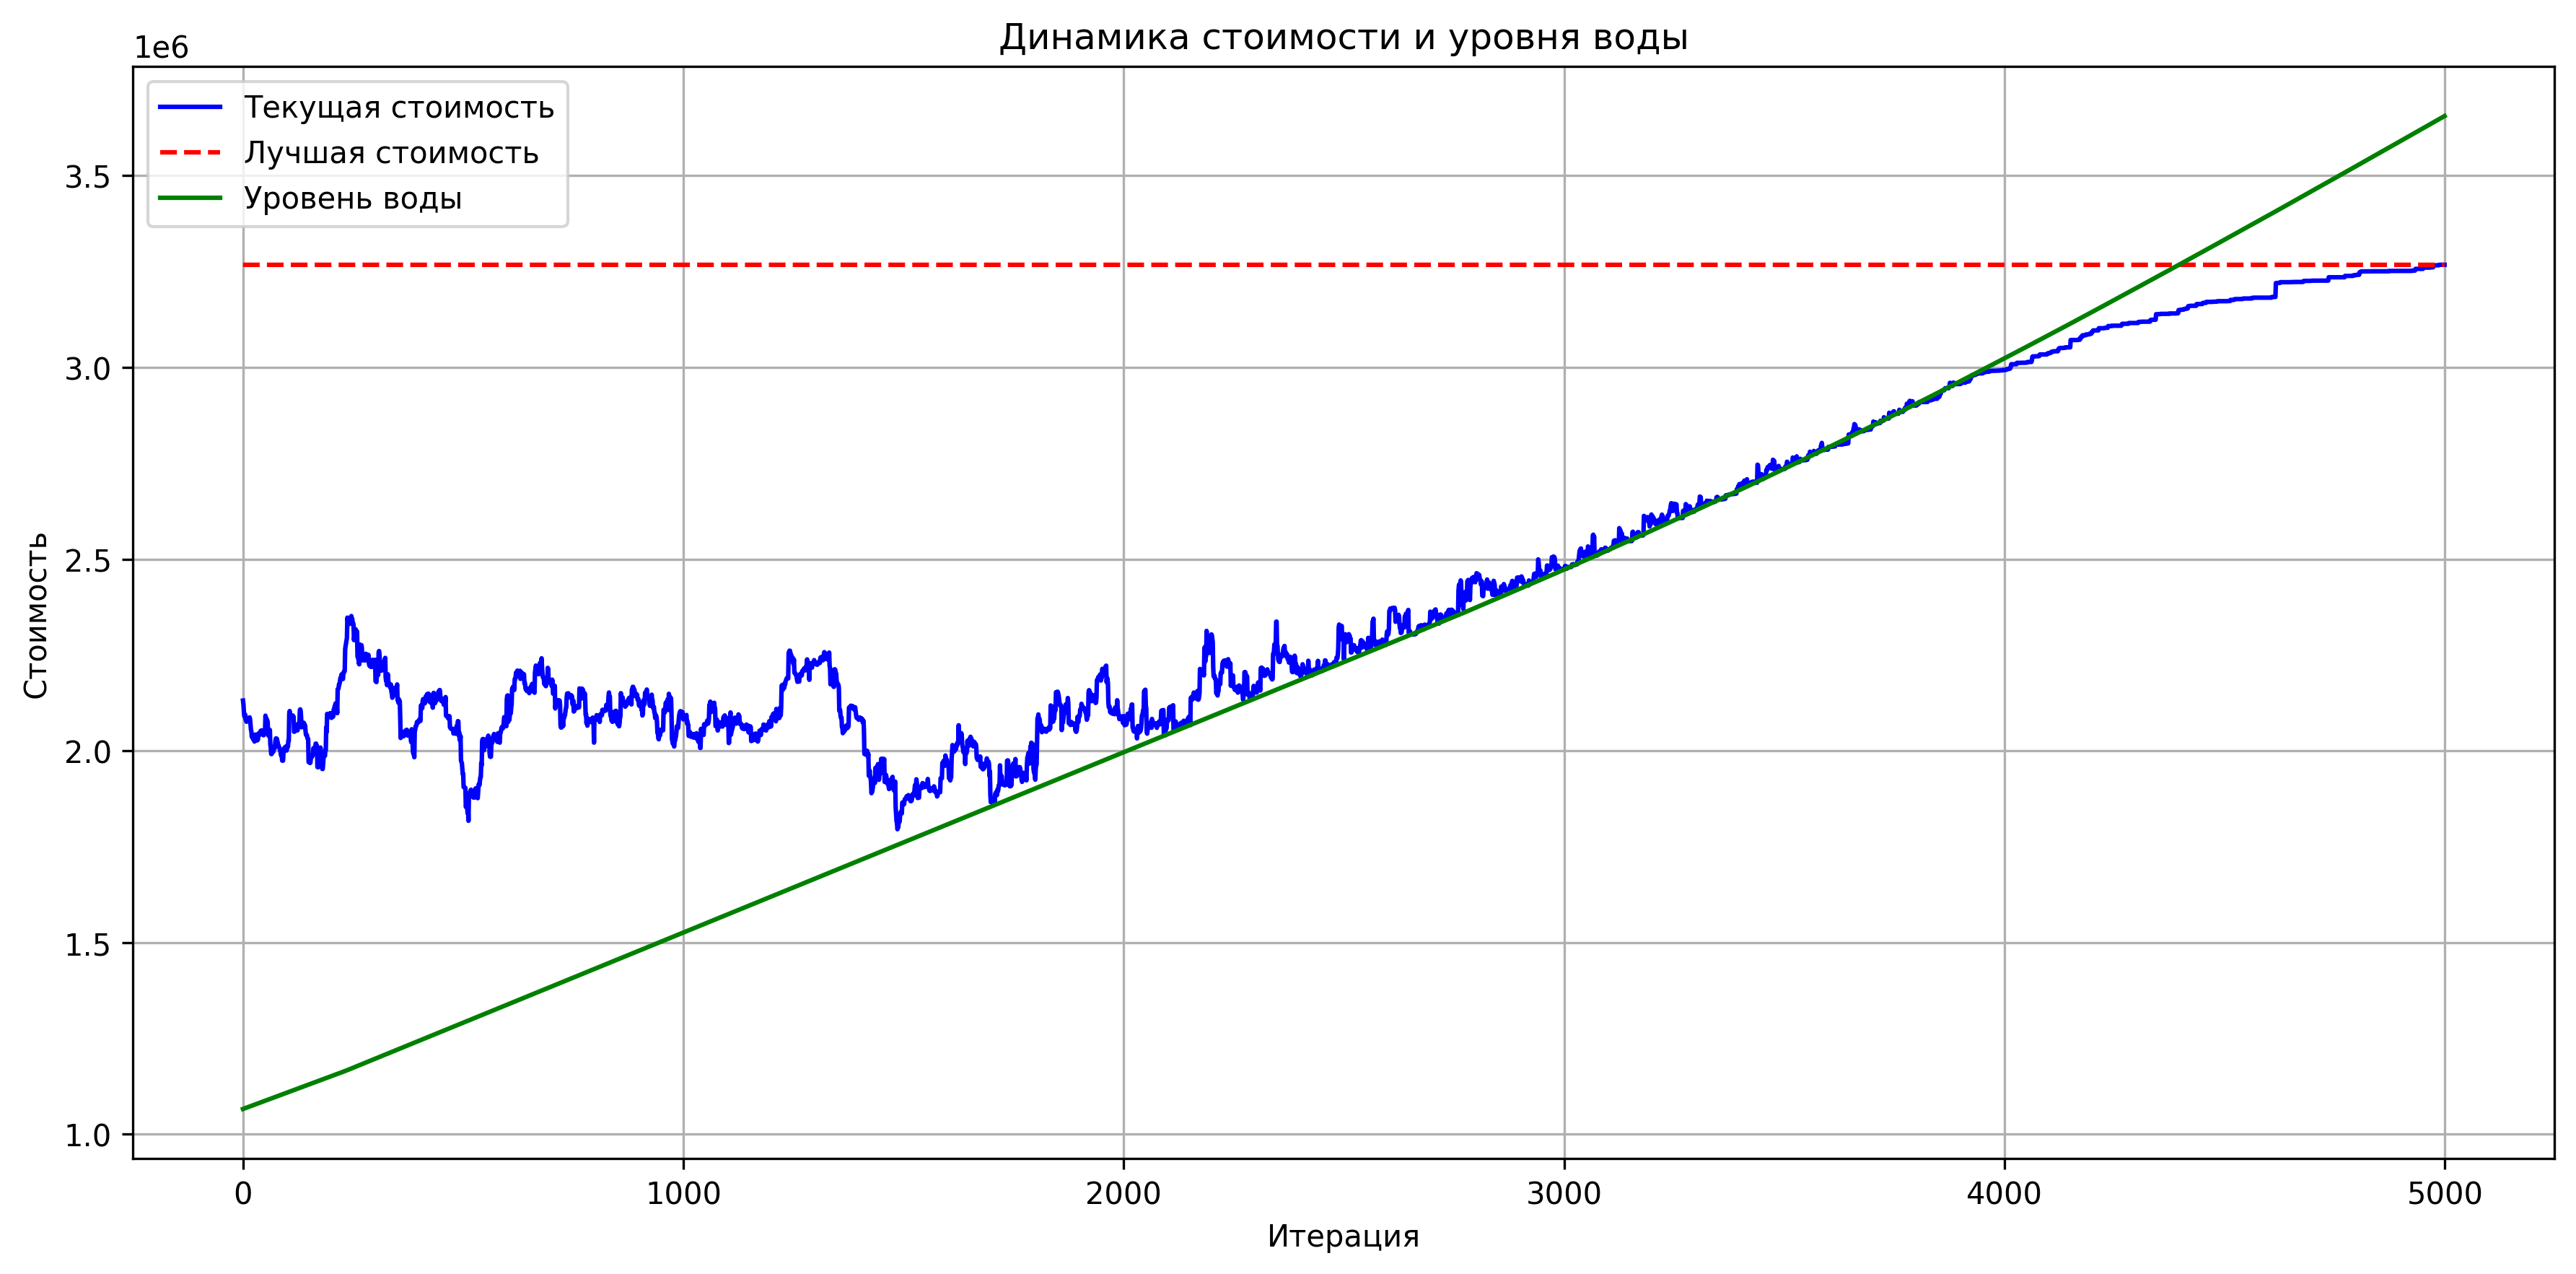 Динамика стоимости и уровня воды
1e6
Текущая стоимость
Лучшая стоимость
Уровень воды
3.5
3.0
2.5
2.0
1.5
1.0
Стоимость
0 1000 2000 3000 4000 5000
Итерация